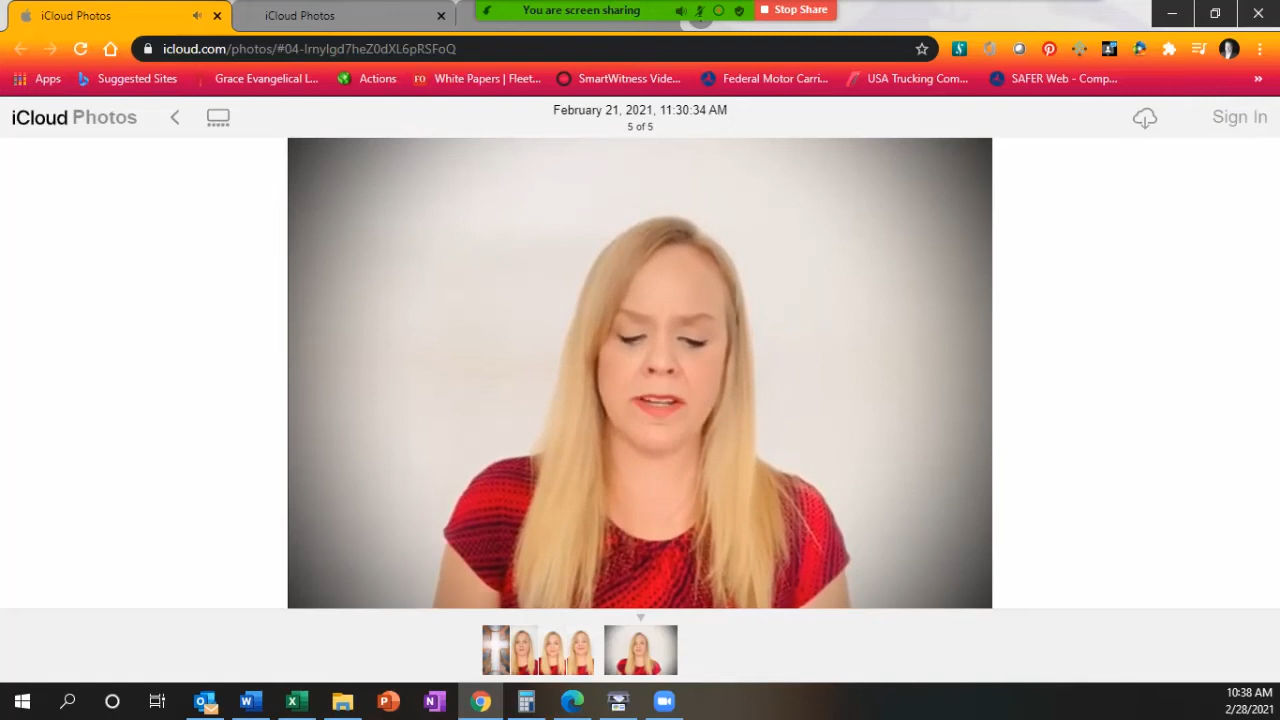 iCloud Photos
iCloud Photos
You are screen sharing
Stop Share
icloud.com/photos/#04-Irnylgd7heZ0dXL6pRSFoQ
Apps
Suggested Sites
Grace Evangelical L...
Actions
FO White Papers | Fleet...
SmartWitness Vide...
Federal Motor Carri...
USA Trucking Com...
SAFER Web - Comp...
»
iCloud Photos
February 21, 2021, 11:30:34 AM
5 of 5
Sign In
10:38 AM
2/28/2021